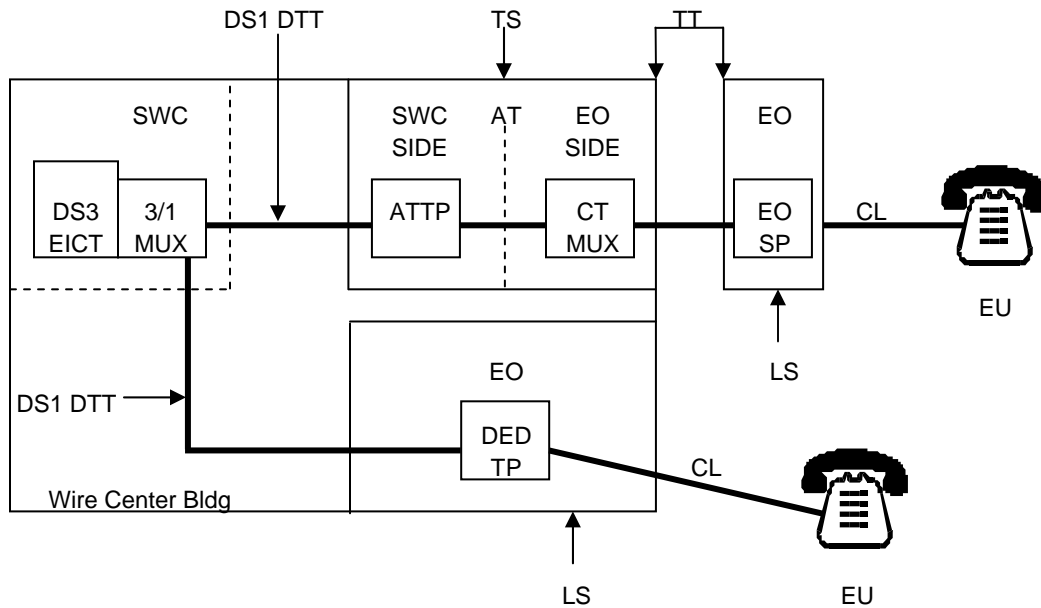 DS1 DTT
TS
TT
SWC
SWC
SIDE
AT
EO
SIDE
EO
DS3
EICT
3/1
MUX
ATTP
CT
MUX
EO
SP
CL
EU
LS
EO
DS1 DTT
DED
TP
CL
Wire Center Bldg
LS
EU